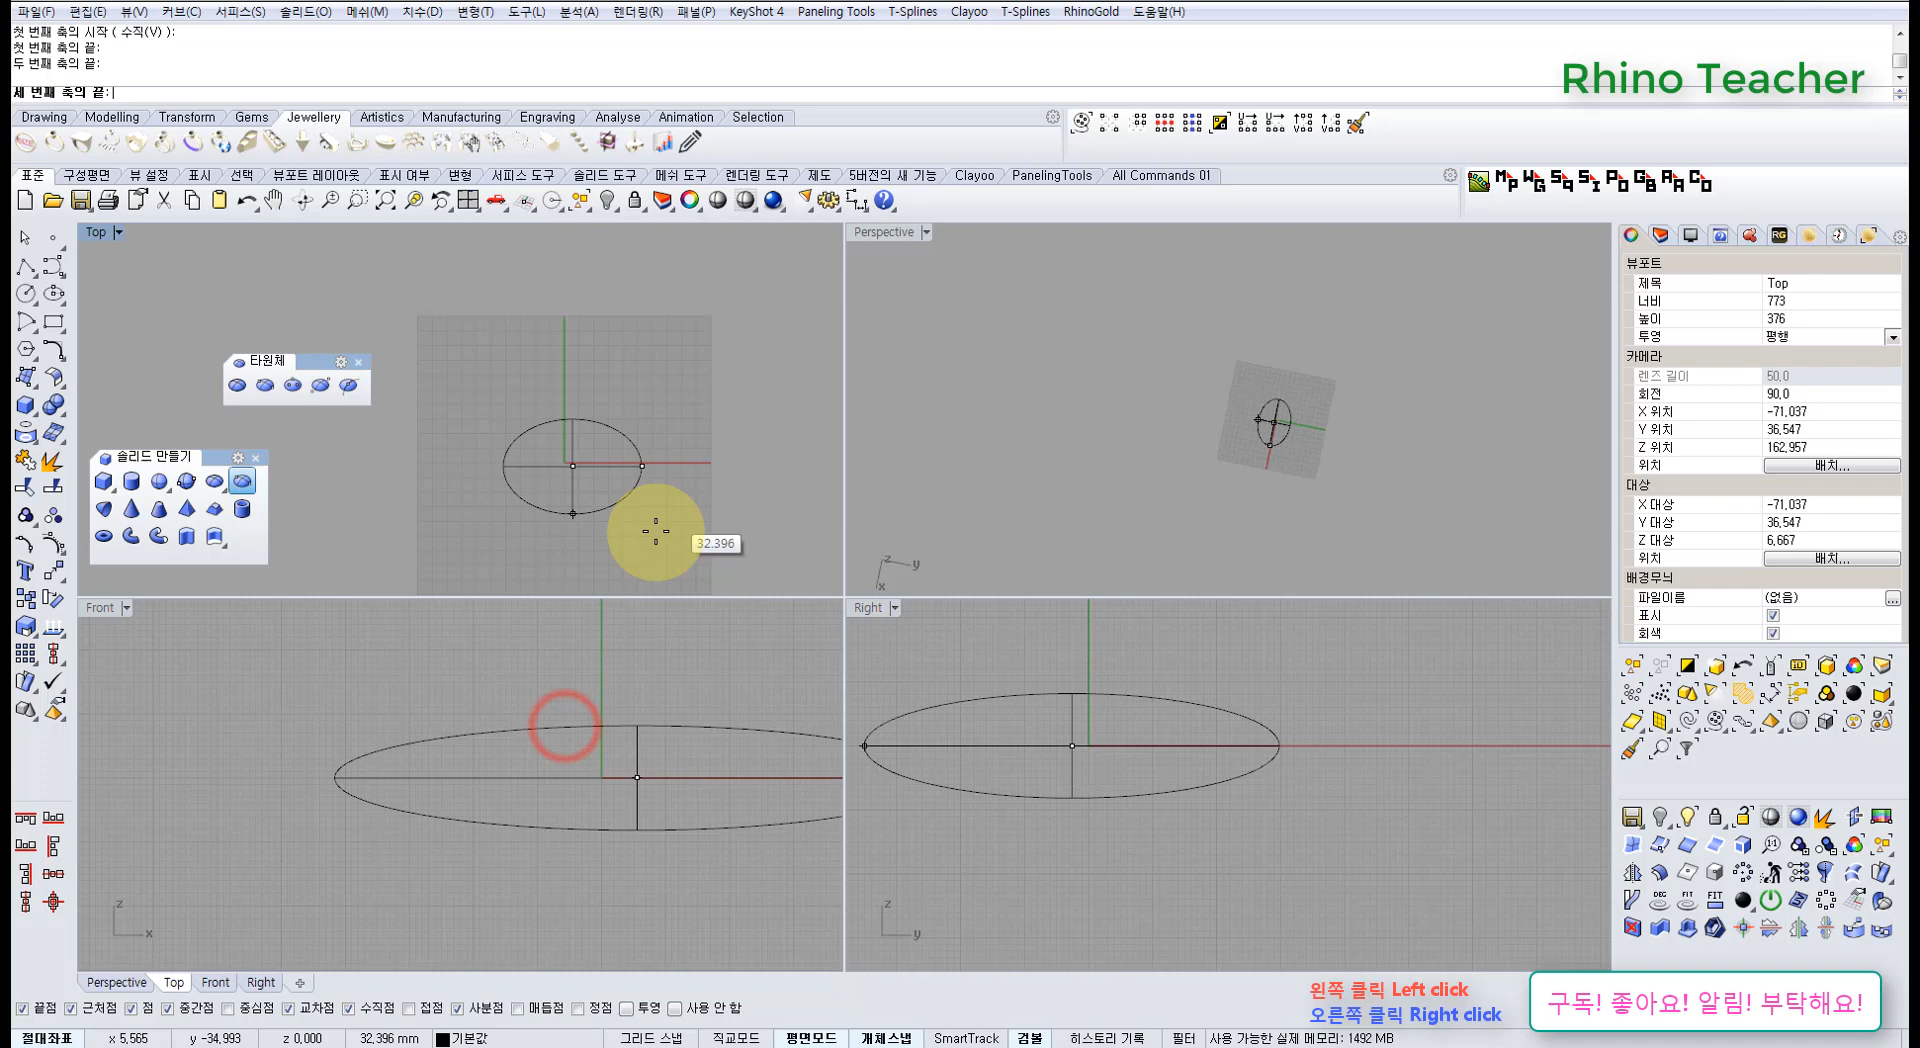 파일(F) 편집(E) 뷰(V) 커브(C) 서피스(S) 솔리드(O) 메쉬(M) 치수(D) 변형(T) 도구(L) 분석(A) 렌더링(R) 패널(P) KeyShot 4 Paneling Tools T-Splines Clayoo T-Splines RhinoGold 도움말(H)
첫 번째 축의 시작 ( 수직(V) ):
첫 번째 축의 끝:
두 번째 축의 끝:
세 번째 축의 끝:
Rhino Teacher
Drawing Modelling Transform Gems Jewellery Artistics Manufacturing Engraving Analyse Animation Selection
표준 구성평면 뷰 설정 표시 선택 뷰포트 레이아웃 표시 여부 변형 서피스 도구 솔리드 도구 메쉬 도구 렌더링 도구 제도 5버전의 새 기능 Clayoo PanelingTools All Commands 01
Top
Perspective
뷰포트
제목 Top
너비 773
높이 376
투영 평행
카메라
렌즈 길이 50.0
회전 90.0
X 위치 -71.037
Y 위치 36.547
Z 위치 162.957
위치 배치...
대상
X 대상 -71.037
Y 대상 36.547
Z 대상 6.667
위치 배치...
배경무늬
파일이름 (없음) ...
표시
회색
타원체
솔리드 만들기
32.396
z y x
Front
Right
z x
z y
Perspective Top Front Right
끝점 근처점 점 중간점 중심점 교차점 수직점 접점 사분점 매듭점 정점 투영 사용 안 함
왼쪽 클릭 Left click
오른쪽 클릭 Right click
구독! 좋아요! 알림! 부탁해요!
절대좌표 x 5.565 y -34.993 z 0.000 32.396 mm 기본값 그리드 스냅 직교모드 평면모드 개체스냅 SmartTrack 검볼 히스토리 기록 필터 사용 가능한 실제 메모리: 1492 MB